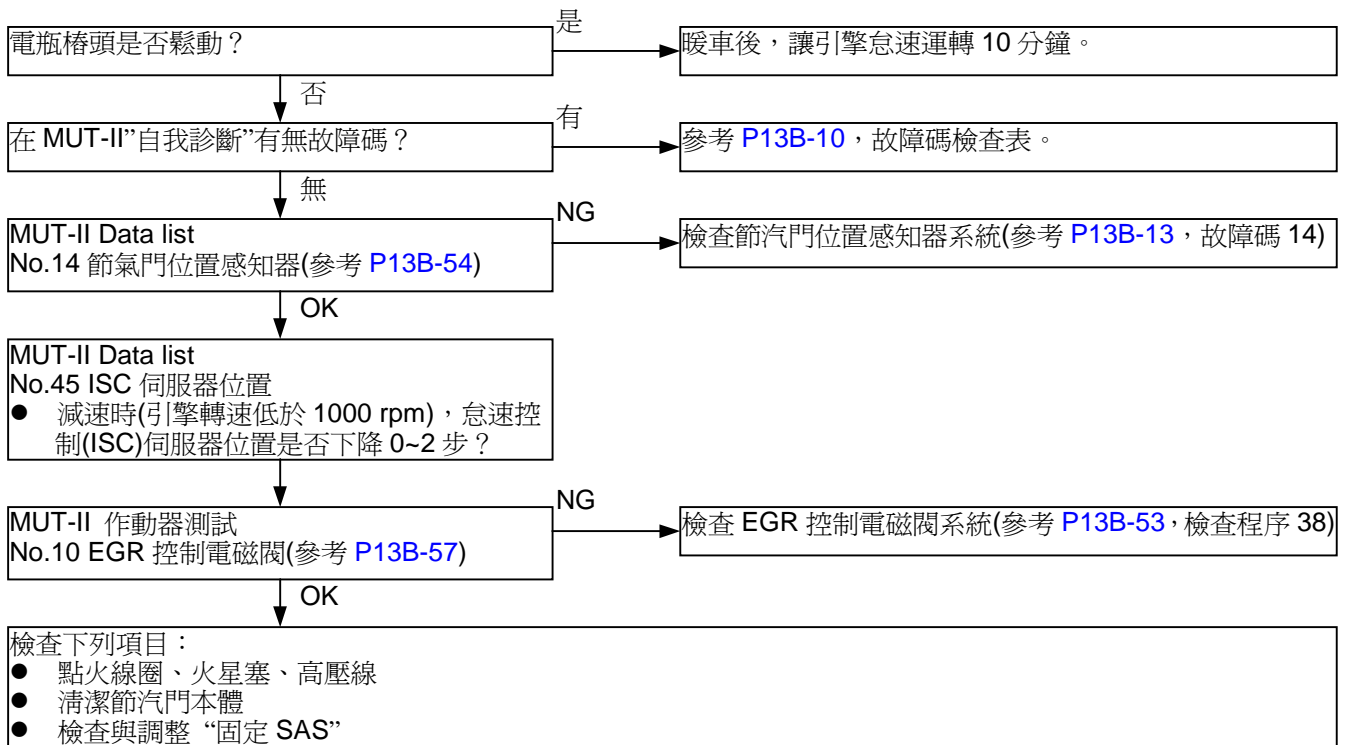 電瓶樁頭是否鬆動？
是
暖車後，讓引擎怠速運轉 10 分鐘。
否
在 MUT-II”自我診斷”有無故障碼？
有
參考 P13B-10，故障碼檢查表。
無
MUT-II Data list
No.14 節氣門位置感知器(參考 P13B-54)
NG
檢查節汽門位置感知器系統(參考 P13B-13，故障碼 14)
OK
MUT-II Data list
No.45 ISC 伺服器位置
● 減速時(引擎轉速低於 1000 rpm)，怠速控
制(ISC)伺服器位置是否下降 0~2 步？
MUT-II 作動器測試
No.10 EGR 控制電磁閥(參考 P13B-57)
NG
檢查 EGR 控制電磁閥系統(參考 P13B-53，檢查程序 38)
OK
檢查下列項目：
● 點火線圈、火星塞、高壓線
● 清潔節汽門本體
● 檢查與調整“固定 SAS”